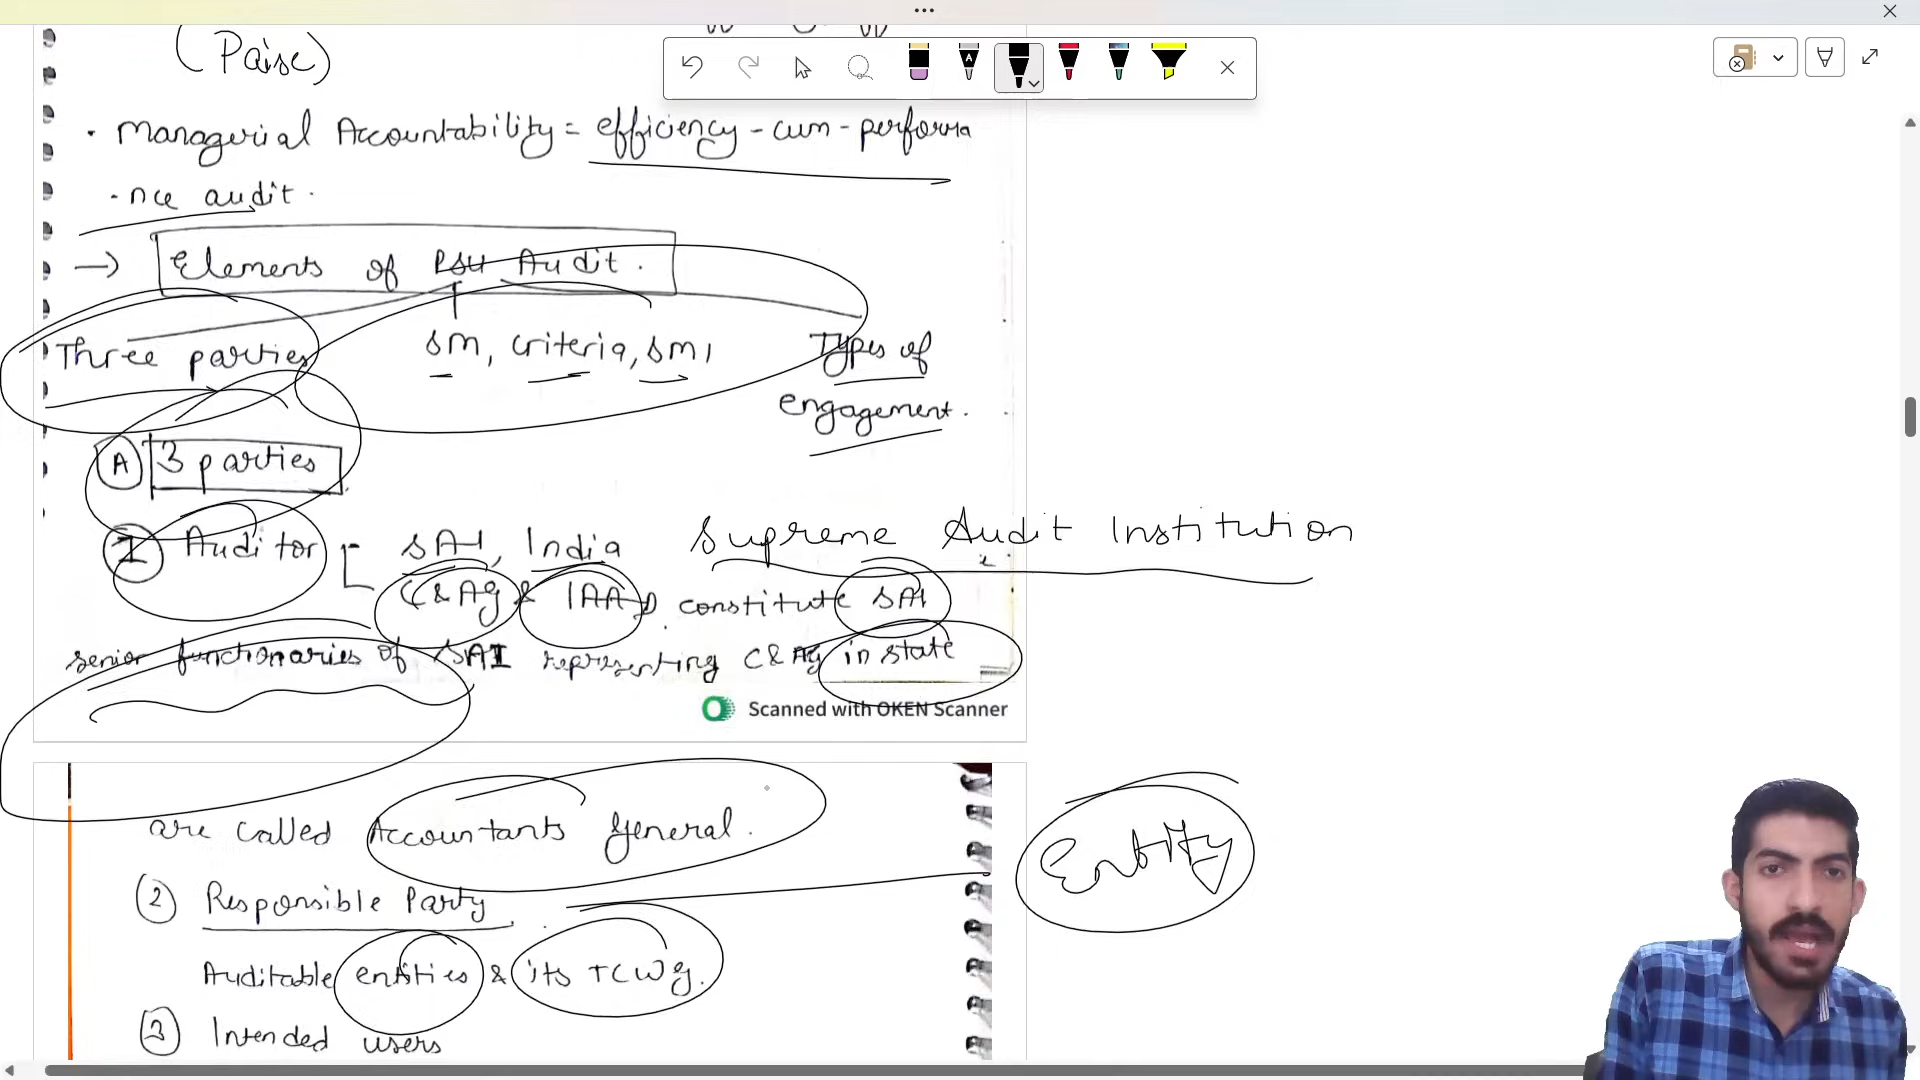 (Paise)
• Managerial Accountability = efficiency - cum - performa
- nce audit.
→ Elements of PSU Audit.
Three parties SM, criteria, SMI Types of
engagement.
A 3 parties
1 Auditor SAI, India Supreme Audit Institution
C&AG & IAAD constitute SAI
senior functionaries of SAI representing C&AG in state
Scanned with OKEN Scanner
are called Accountants General.
Entity
(2) Responsible Party
Auditable entities & its TCWG.
(3) Intended users